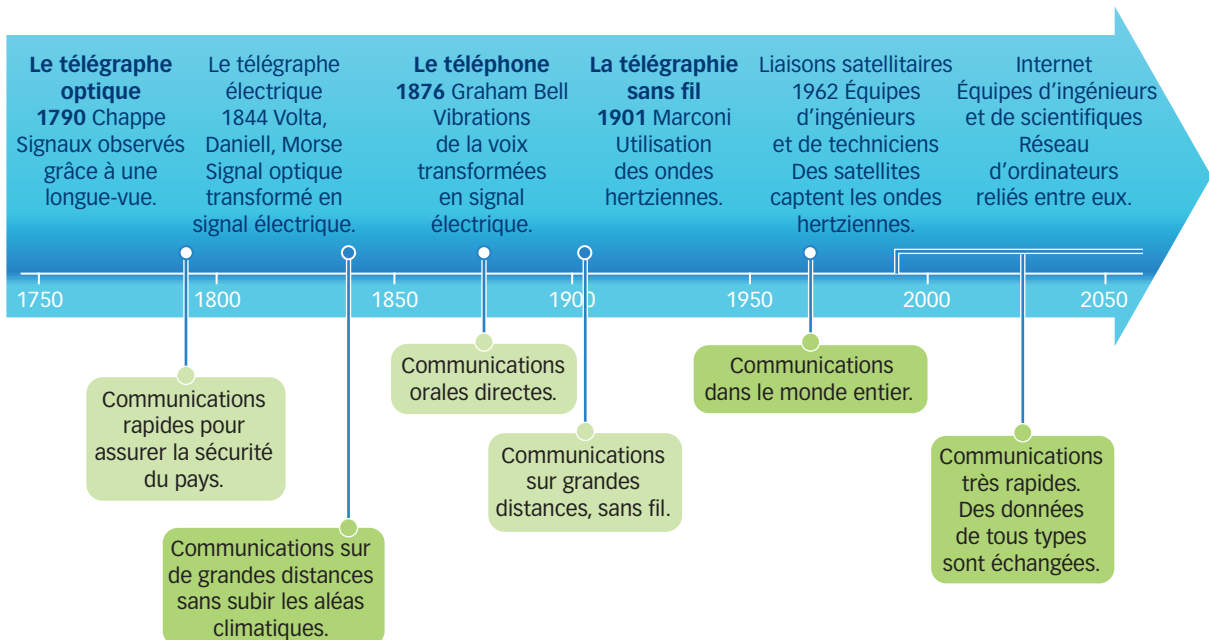 Le télégraphe
optique
1790 Chappe
Signaux observés
grâce à une
longue-vue.
Le télégraphe
électrique
1844 Volta,
Daniell, Morse
Signal optique
transformé en
signal électrique.
Le téléphone
1876 Graham Bell
Vibrations
de la voix
transformées
en signal
électrique.
La télégraphie
sans fil
1901 Marconi
Utilisation
des ondes
hertziennes.
Liaisons satellitaires
1962 Équipes
d'ingénieurs
et de techniciens
Des satellites
captent les ondes
hertziennes.
Internet
Équipes d'ingénieurs
et de scientifiques
Réseau
d'ordinateurs
reliés entre eux.
1750 1800 1850 1900 1950 2000 2050
Communications
rapides pour
assurer la sécurité
du pays.
Communications sur
de grandes distances
sans subir les aléas
climatiques.
Communications
orales directes.
Communications
sur grandes
distances, sans fil.
Communications
dans le monde entier.
Communications
très rapides.
Des données
de tous types
sont échangées.